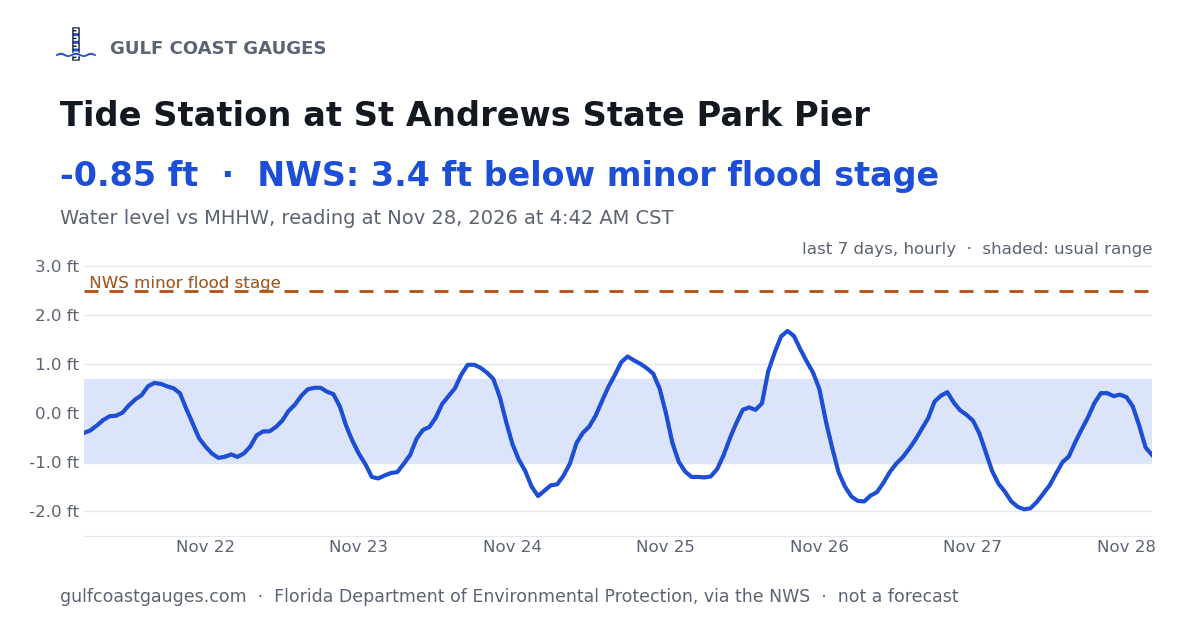 GULF COAST GAUGES
Tide Station at St Andrews State Park Pier
-0.85 ft · NWS: 3.4 ft below minor flood stage
Water level vs MHHW, reading at Nov 28, 2026 at 4:42 AM CST
last 7 days, hourly · shaded: usual range
3.0 ft
NWS minor flood stage
2.0 ft
1.0 ft
0.0 ft
-1.0 ft
-2.0 ft
Nov 22 Nov 23 Nov 24 Nov 25 Nov 26 Nov 27 Nov 28
gulfcoastgauges.com · Florida Department of Environmental Protection, via the NWS · not a forecast